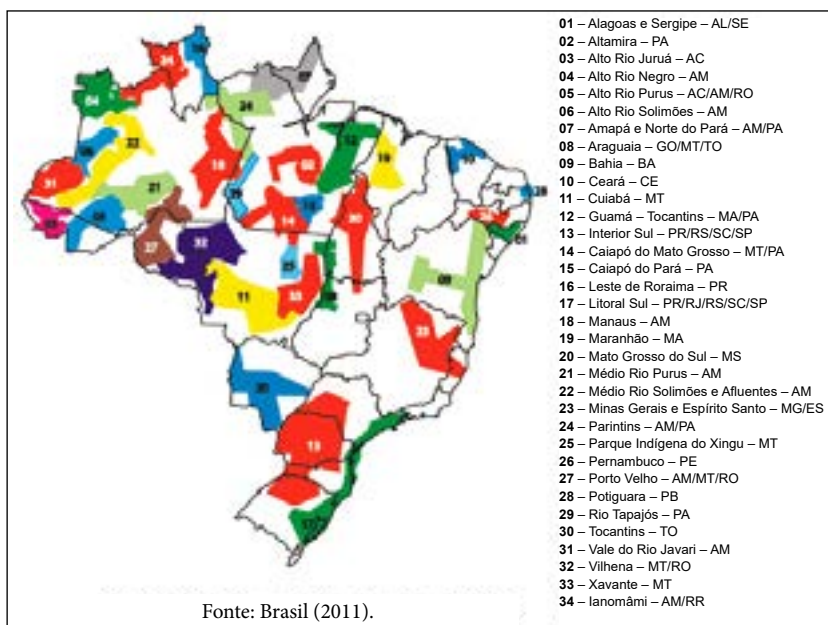 01 – Alagoas e Sergipe – AL/SE
02 – Altamira – PA
03 – Alto Rio Juruá – AC
04 – Alto Rio Negro – AM
05 – Alto Rio Purus – AC/AM/RO
06 – Alto Rio Solimões – AM
07 – Amapá e Norte do Pará – AM/PA
08 – Araguaia – GO/MT/TO
09 – Bahia – BA
10 – Ceará – CE
11 – Cuiabá – MT
12 – Guamá – Tocantins – MA/PA
13 – Interior Sul – PR/RS/SC/SP
14 – Caiapó do Mato Grosso – MT/PA
15 – Caiapó do Pará – PA
16 – Leste de Roraima – PR
17 – Litoral Sul – PR/RJ/RS/SC/SP
18 – Manaus – AM
19 – Maranhão – MA
20 – Mato Grosso do Sul – MS
21 – Médio Rio Purus – AM
22 – Médio Rio Solimões e Afluentes – AM
23 – Minas Gerais e Espírito Santo – MG/ES
24 – Parintins – AM/PA
25 – Parque Indígena do Xingu – MT
26 – Pernambuco – PE
27 – Porto Velho – AM/MT/RO
28 – Potiguara – PB
29 – Rio Tapajós – PA
30 – Tocantins – TO
31 – Vale do Rio Javari – AM
32 – Vilhena – MT/RO
33 – Xavante – MT
34 – Ianomâmi – AM/RR
04
24
22
21
11
13
32
Fonte: Brasil (2011).